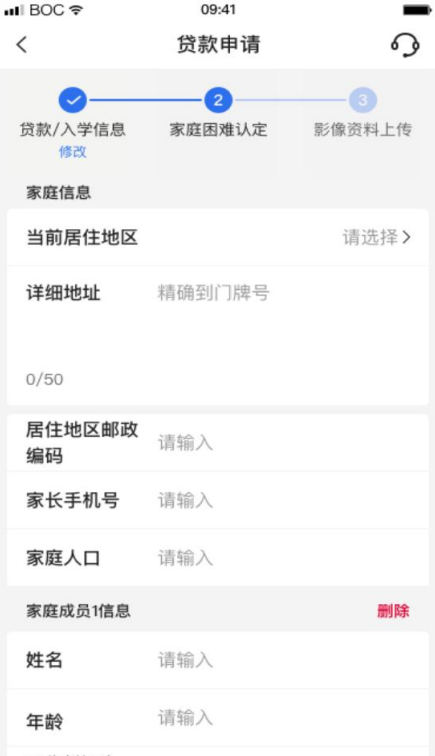 BOC 09:41
贷款申请
2 3
贷款/入学信息 家庭困难认定 影像资料上传
修改
家庭信息
当前居住地区 请选择
详细地址 精确到门牌号
0/50
居住地区邮政
编码 请输入
家长手机号 请输入
家庭人口 请输入
家庭成员1信息 删除
姓名 请输入
年龄 请输入